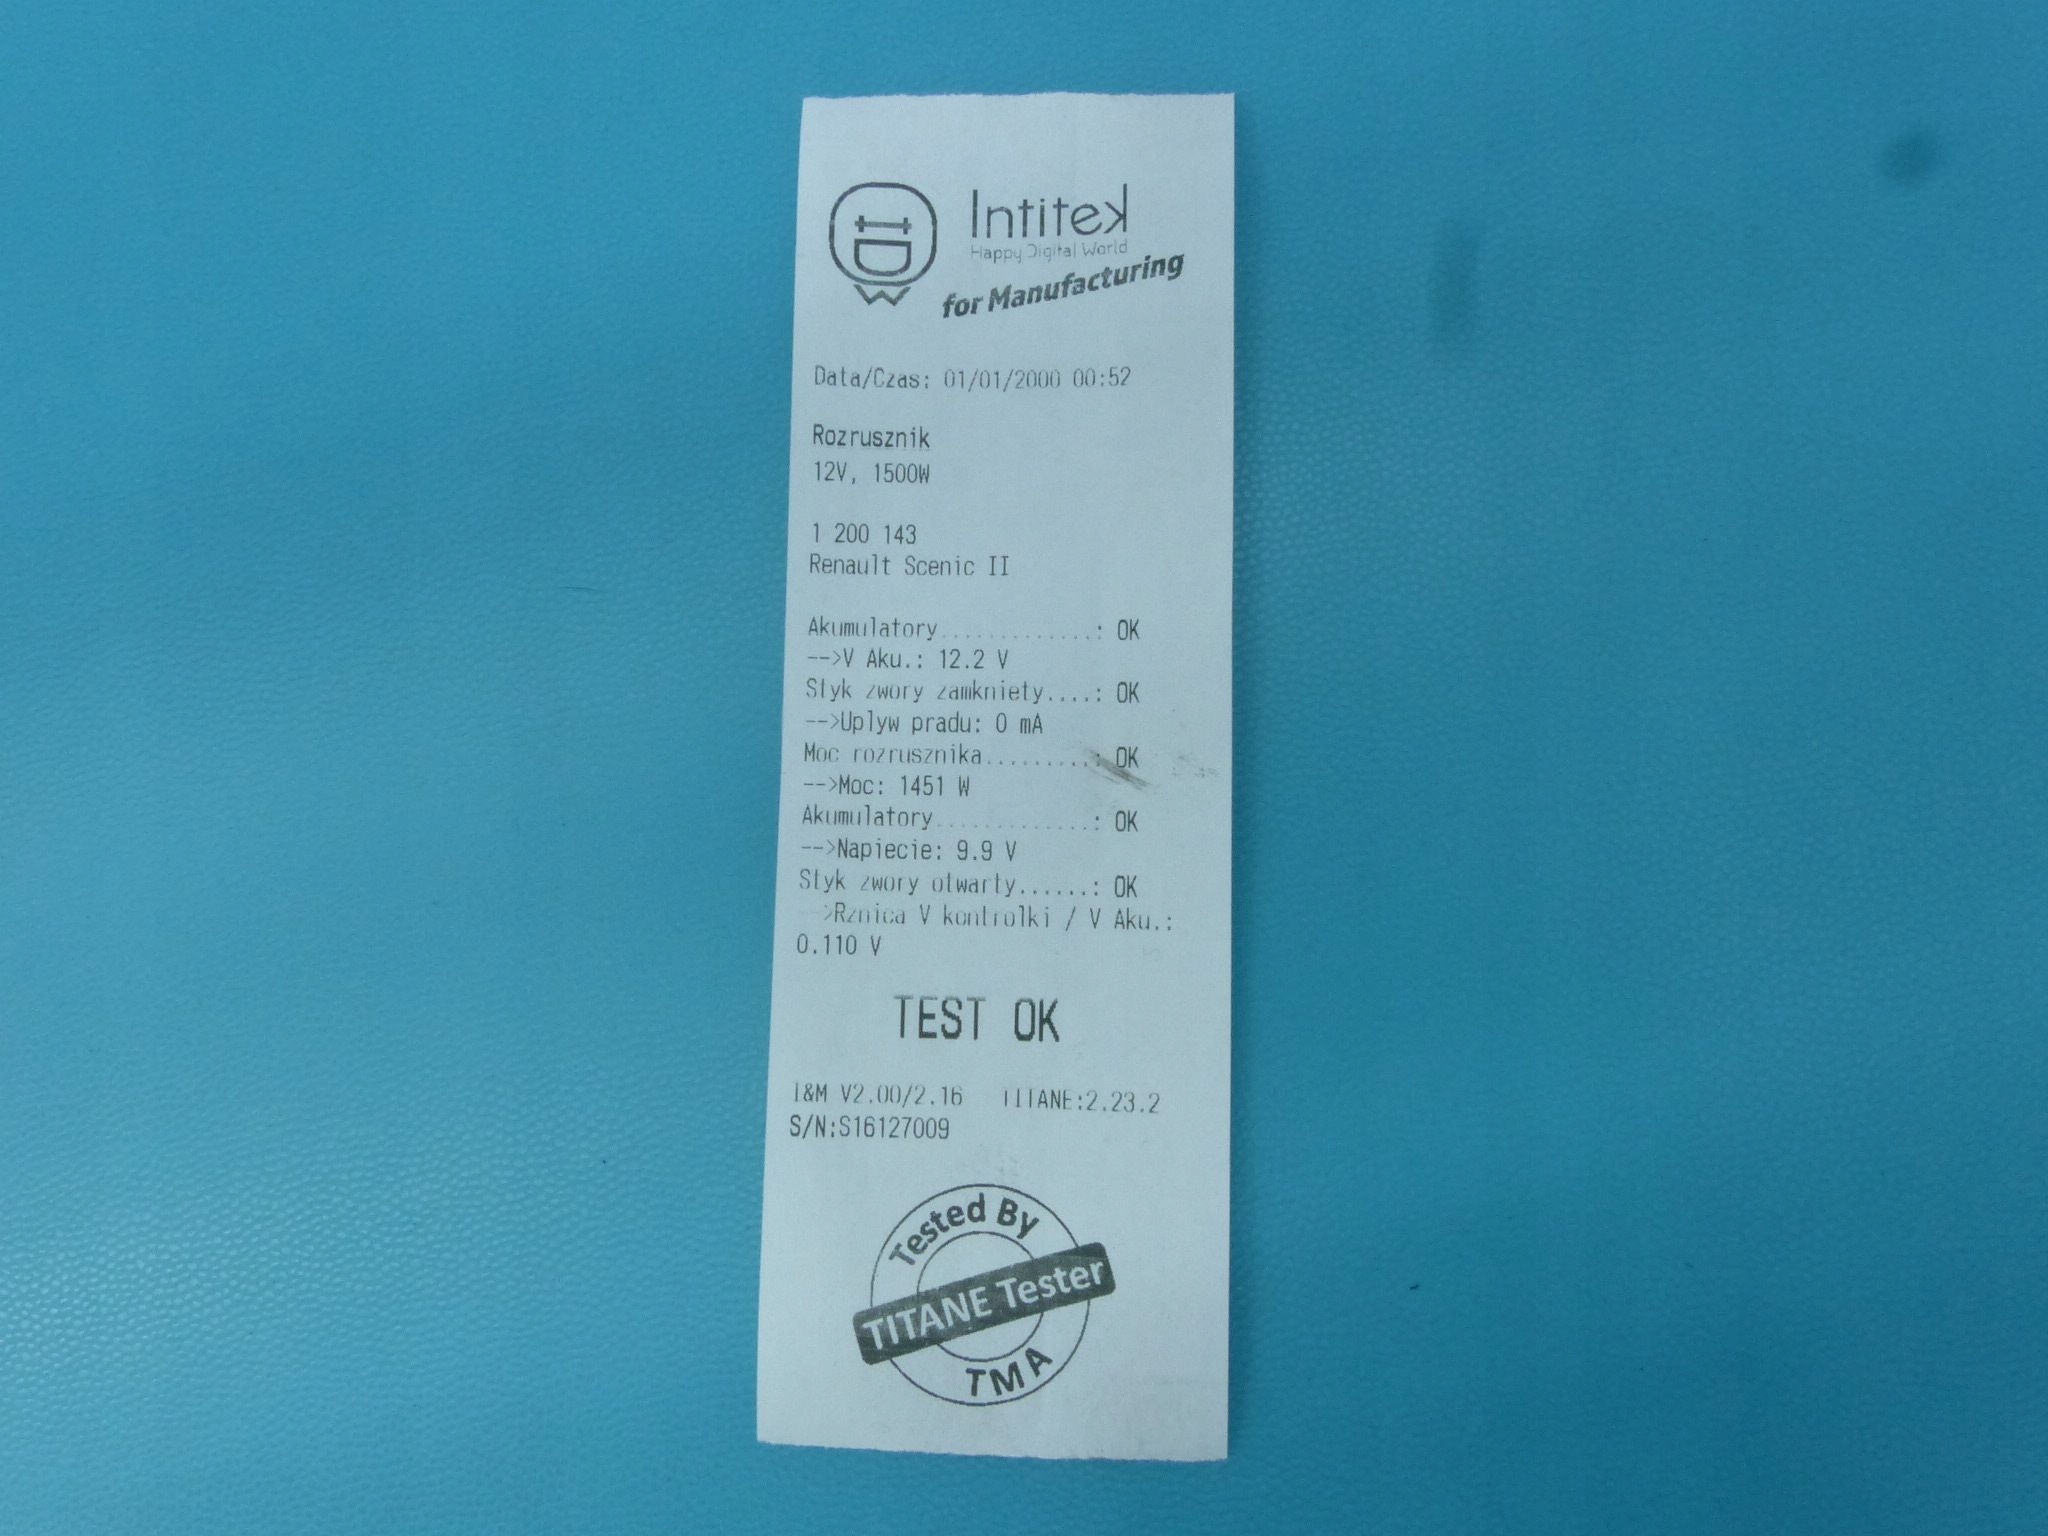 Intitek
Happy Digital World
for Manufacturing
Data/Czas: 01/01/2000 00:52
Rozrusznik
12V, 1500W
1 200 143
Renault Scenic II
Akumulatory.............: OK
-->V Aku.: 12.2 V
Styk zwory zamkniety....: OK
-->Uplyw pradu: 0 mA
Moc rozrusznika.........: OK
-->Moc: 1451 W
Akumulatory.............: OK
-->Napiecie: 9.9 V
Styk zwory otwarty......: OK
-->Rznica V kontrolki / V Aku.:
0.110 V
TEST OK
I&M V2.00/2.16 TITANE:2.23.2
S/N:S16127009
Tested By
TITANE Tester
TMA